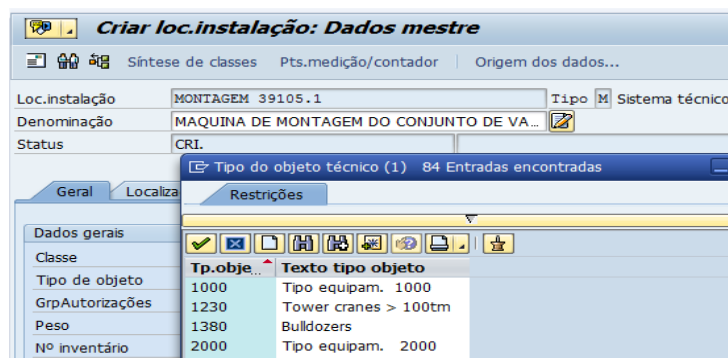 Criar loc.instalação: Dados mestre
Síntese de classes Pts.medição/contador Origem dos dados...
Loc.instalação MONTAGEM 39105.1 Tipo M Sistema técnico
Denominação MAQUINA DE MONTAGEM DO CONJUNTO DE VA...
Status CRI.
Tipo do objeto técnico (1) 84 Entradas encontradas
Geral Localiza
Restrições
Dados gerais
Classe
Tipo de objeto
GrpAutorizações
Peso
Nº inventário
Tp.obje... Texto tipo objeto
1000 Tipo equipam. 1000
1230 Tower cranes > 100tm
1380 Bulldozers
2000 Tipo equipam. 2000